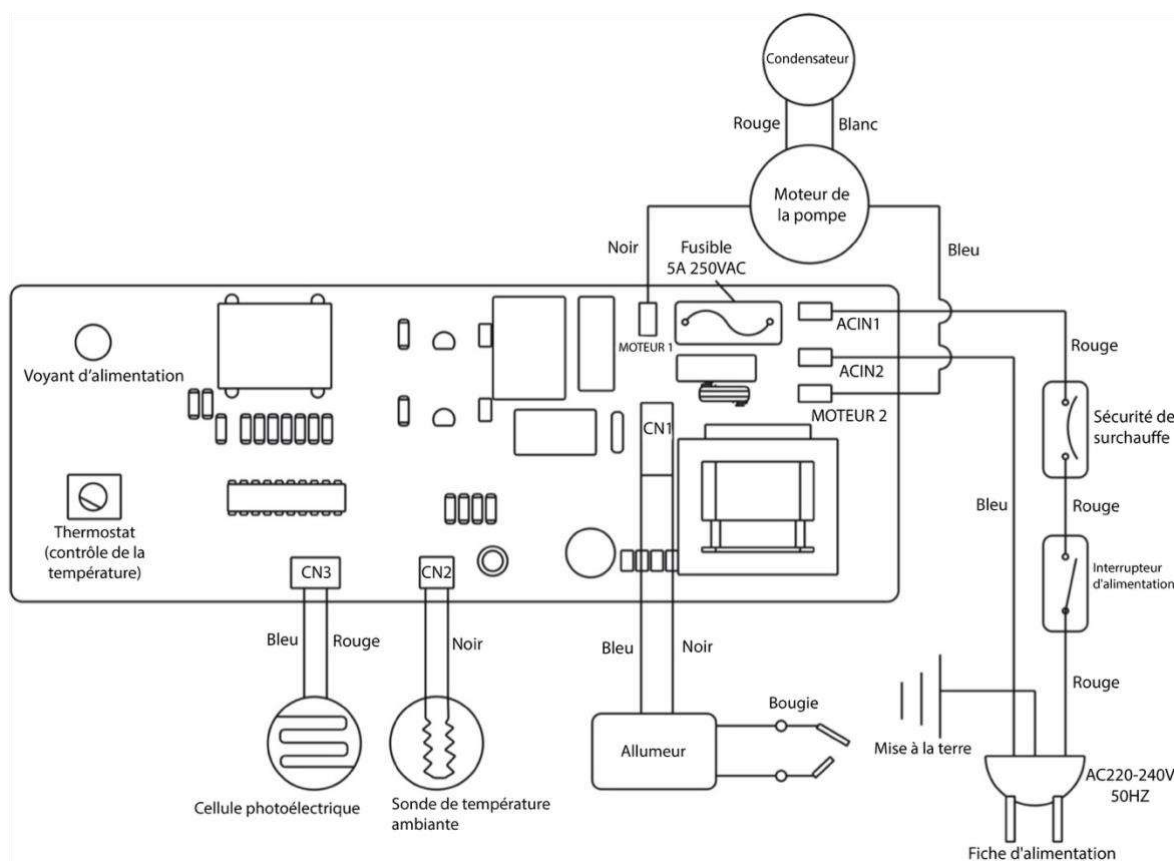 Condensateur
Rouge
Blanc
Moteur de
la pompe
Noir
Fusible
5A 250VAC
Bleu
MOTEUR 1
ACIN1
Rouge
Voyant d'alimentation
ACIN2
MOTEUR 2
CN1
Sécurité de
surchauffe
Bleu
Rouge
Thermostat
(contrôle de la
température)
CN3
CN2
Interrupteur
d'alimentation
Bleu
Rouge
Noir
Bleu
Noir
Rouge
Bougie
Allumeur
Mise à la terre
AC220-240V
50HZ
Cellule photoélectrique
Sonde de température
ambiante
Fiche d'alimentation